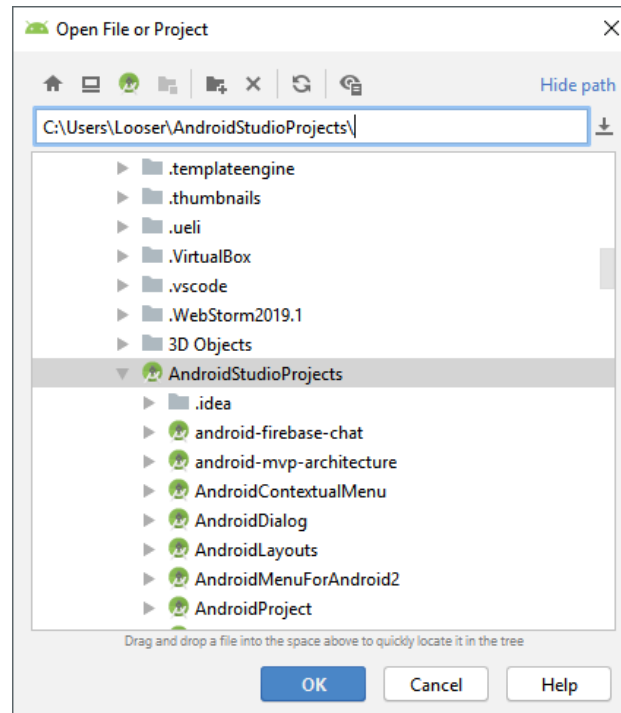 Open File or Project
Hide path
C:\Users\Looser\AndroidStudioProjects\
.templateengine
.thumbnails
.ueli
.VirtualBox
.vscode
.WebStorm2019.1
3D Objects
AndroidStudioProjects
.idea
android-firebase-chat
android-mvp-architecture
AndroidContextualMenu
AndroidDialog
AndroidLayouts
AndroidMenuForAndroid2
AndroidProject
Drag and drop a file into the space above to quickly locate it in the tree
OK Cancel Help